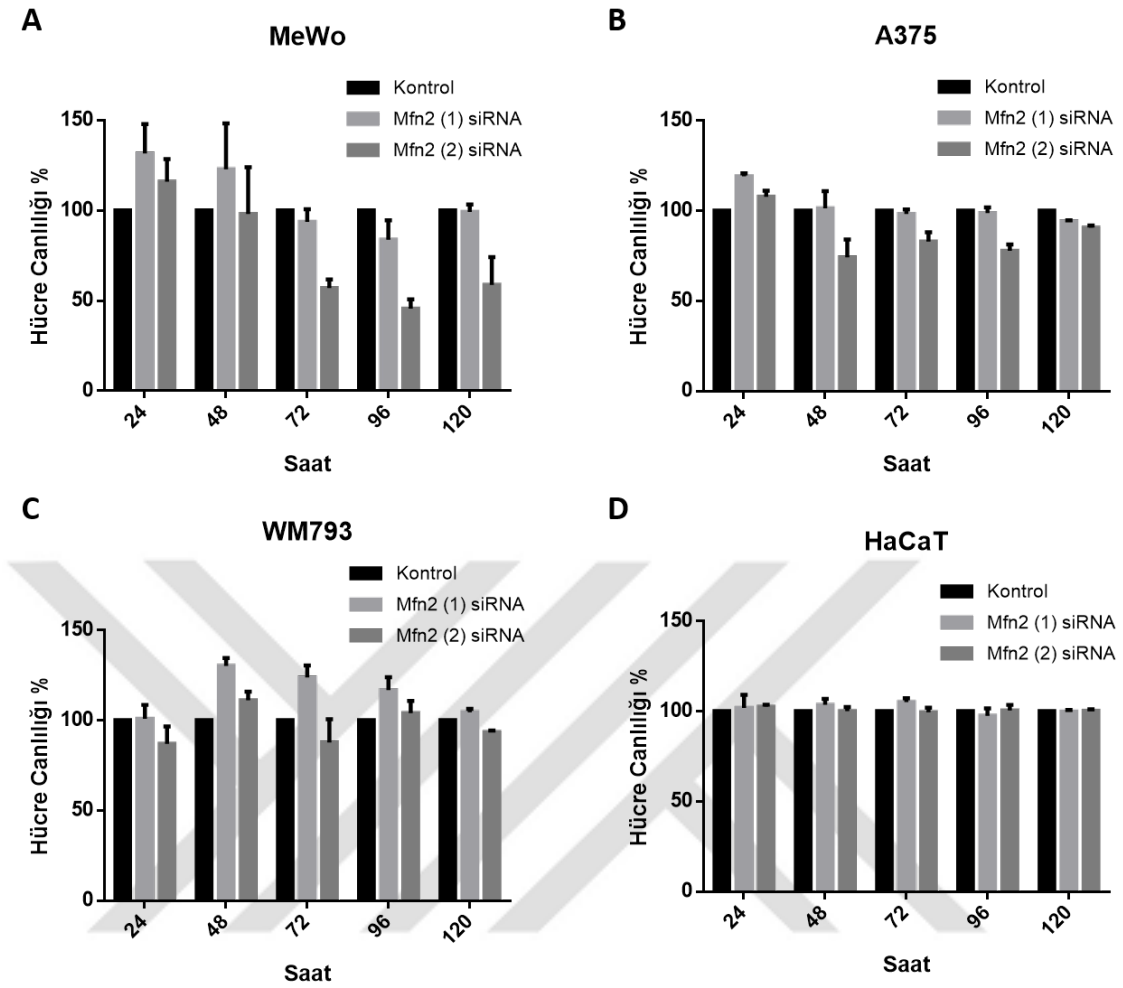 A
MeWo
Kontrol
Mfn2 (1) siRNA
Mfn2 (2) siRNA
Hücre Canlılığı %
150
100
50
0
24
48
72
96
120
Saat
B
A375
Kontrol
Mfn2 (1) siRNA
Mfn2 (2) siRNA
Hücre Canlılığı %
150
100
50
0
24
48
72
96
120
Saat
C
WM793
Kontrol
Mfn2 (1) siRNA
Mfn2 (2) siRNA
Hücre Canlılığı %
150
100
50
0
24
48
72
96
120
Saat
D
HaCaT
Kontrol
Mfn2 (1) siRNA
Mfn2 (2) siRNA
Hücre Canlılığı %
150
100
50
0
24
48
72
96
120
Saat